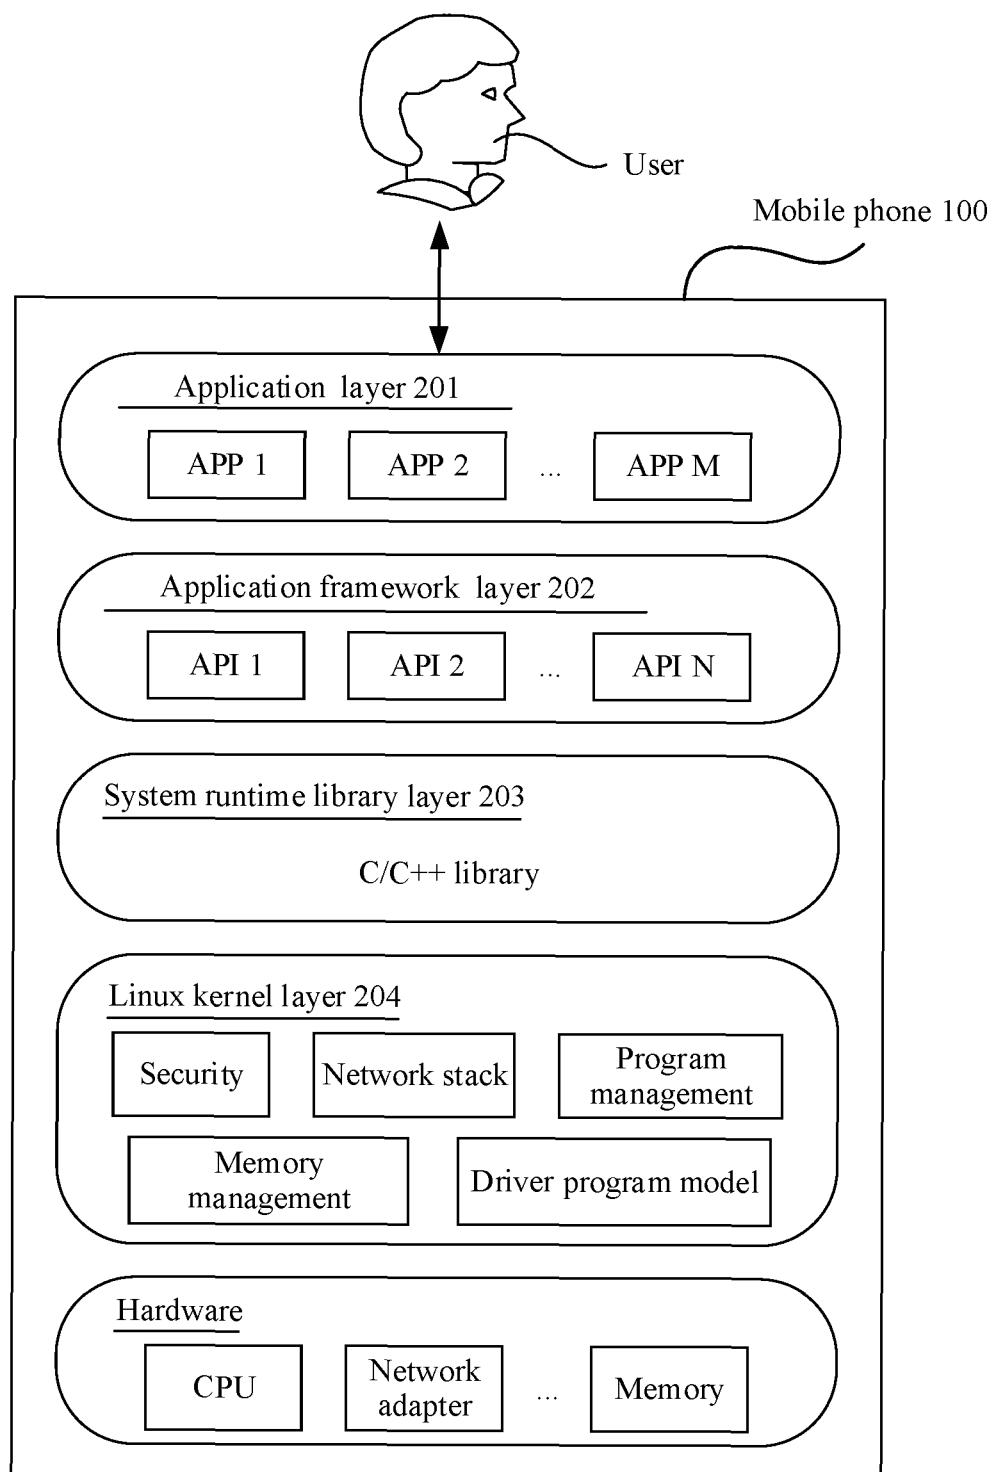 User
Mobile phone 100
Application layer 201
APP 1 APP 2 ... APP M
Application framework layer 202
API 1 API 2 ... API N
System runtime library layer 203
C/C++ library
Linux kernel layer 204
Security
Network stack
Program
management
Memory
management
Driver program model
Hardware
CPU
Network
adapter
...
Memory